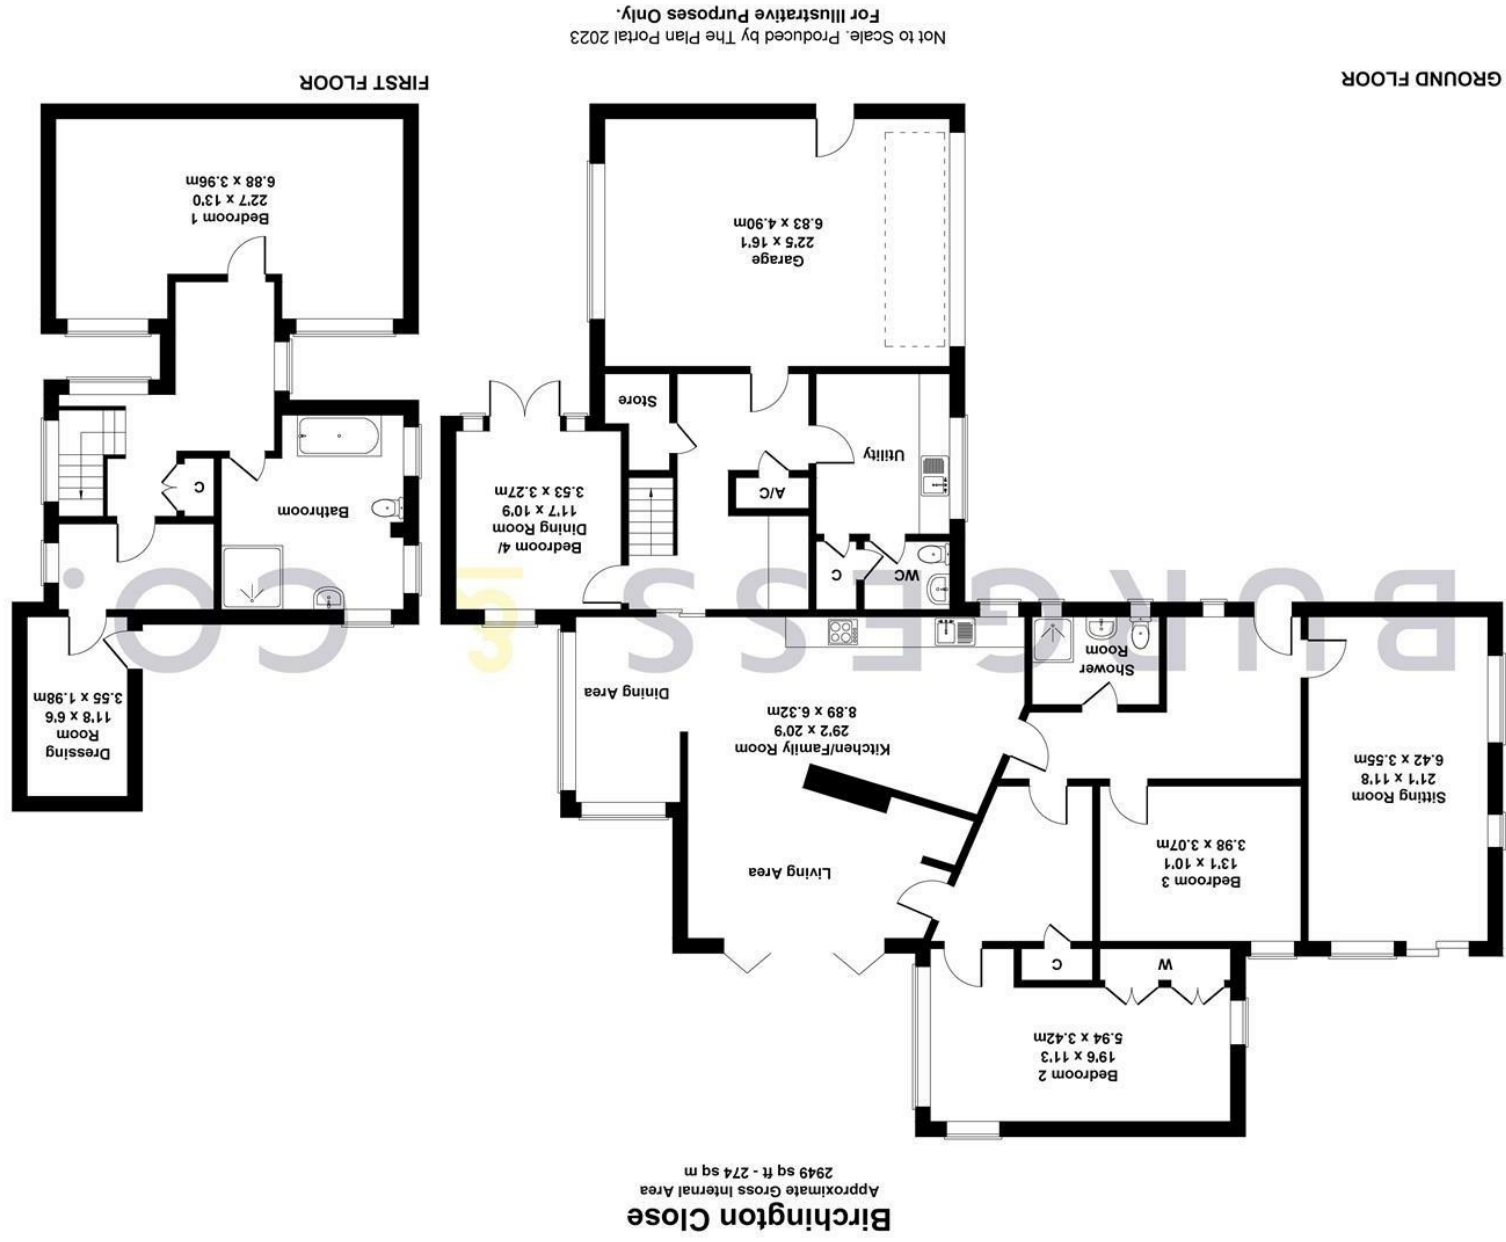 Birchington Close
Approximate Gross Internal Area
2949 sq ft - 274 sq m
Bedroom 2
19'6 x 11'3
5.94 x 3.42m
W
C
Sitting Room
21'1 x 11'8
6.42 x 3.55m
Bedroom 3
13'1 x 10'1
3.98 x 3.07m
Living Area
Kitchen/Family Room
29'2 x 20'9
8.89 x 6.32m
Dining Area
Shower
Room
Dressing
Room
11'8 x 6'6
3.55 x 1.98m
BURGESS & CO.
WC
C
Utility
A/C
Store
Bedroom 4/
Dining Room
11'7 x 10'9
3.53 x 3.27m
Bathroom
C
Garage
22'5 x 16'1
6.83 x 4.90m
Bedroom 1
22'7 x 13'0
6.88 x 3.96m
GROUND FLOOR
FIRST FLOOR
Not to Scale. Produced by The Plan Portal 2023
For Illustrative Purposes Only.